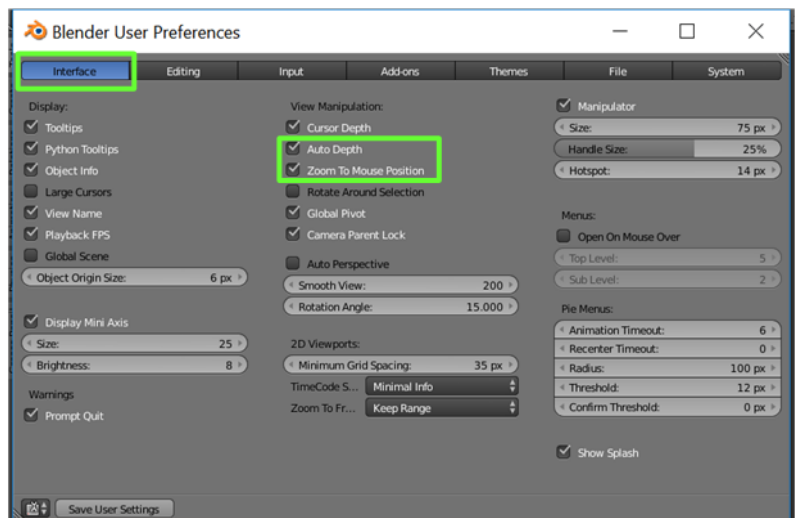 Blender User Preferences
Interface Editing Input Add-ons Themes File System
Display:
Tooltips
Python Tooltips
Object Info
Large Cursors
View Name
Playback FPS
Global Scene
Object Origin Size: 6 px
Display Mini Axis
Size: 25
Brightness: 8
Warnings
Prompt Quit
View Manipulation:
Cursor Depth
Auto Depth
Zoom To Mouse Position
Rotate Around Selection
Global Pivot
Camera Parent Lock
Auto Perspective
Smooth View: 200
Rotation Angle: 15.000
2D Viewports:
Minimum Grid Spacing: 35 px
TimeCode S... Minimal Info
Zoom To Fr... Keep Range
Manipulator
Size: 75 px
Handle Size: 25%
Hotspot: 14 px
Menus:
Open On Mouse Over
Top Level: 5
Sub Level: 2
Pie Menus:
Animation Timeout: 6
Recenter Timeout: 0
Radius: 100 px
Threshold: 12 px
Confirm Threshold: 0 px
Show Splash
Save User Settings